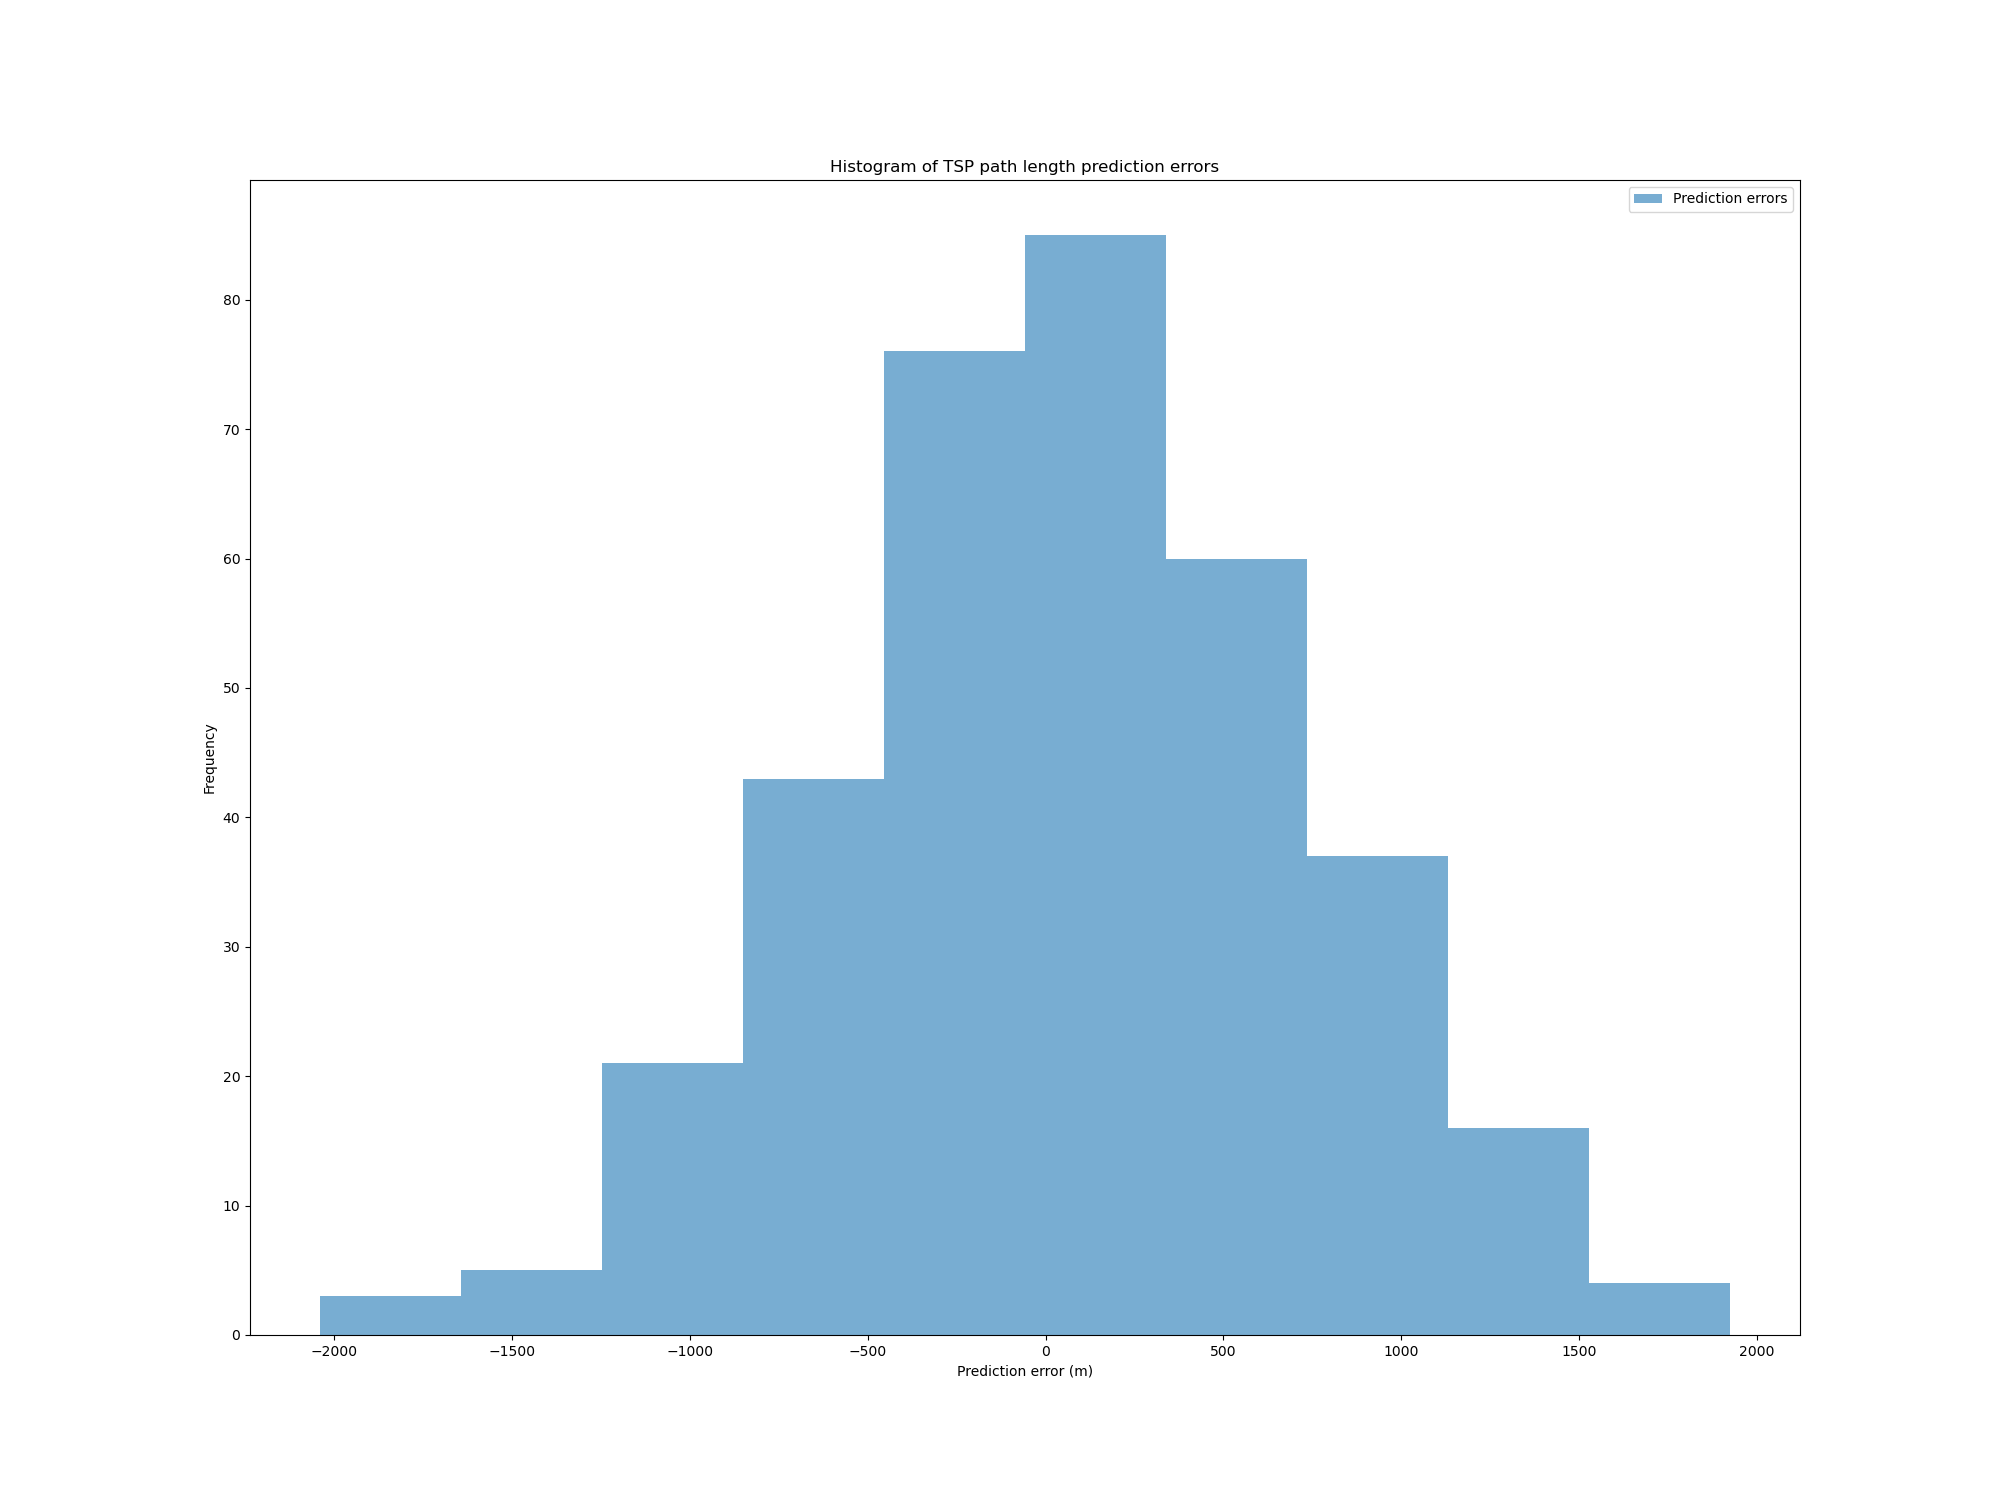 Histogram of TSP path length prediction errors
Prediction errors
80
70
60
50
40
30
20
10
0
Frequency
−2000 −1500 −1000 −500 0 500 1000 1500 2000
Prediction error (m)